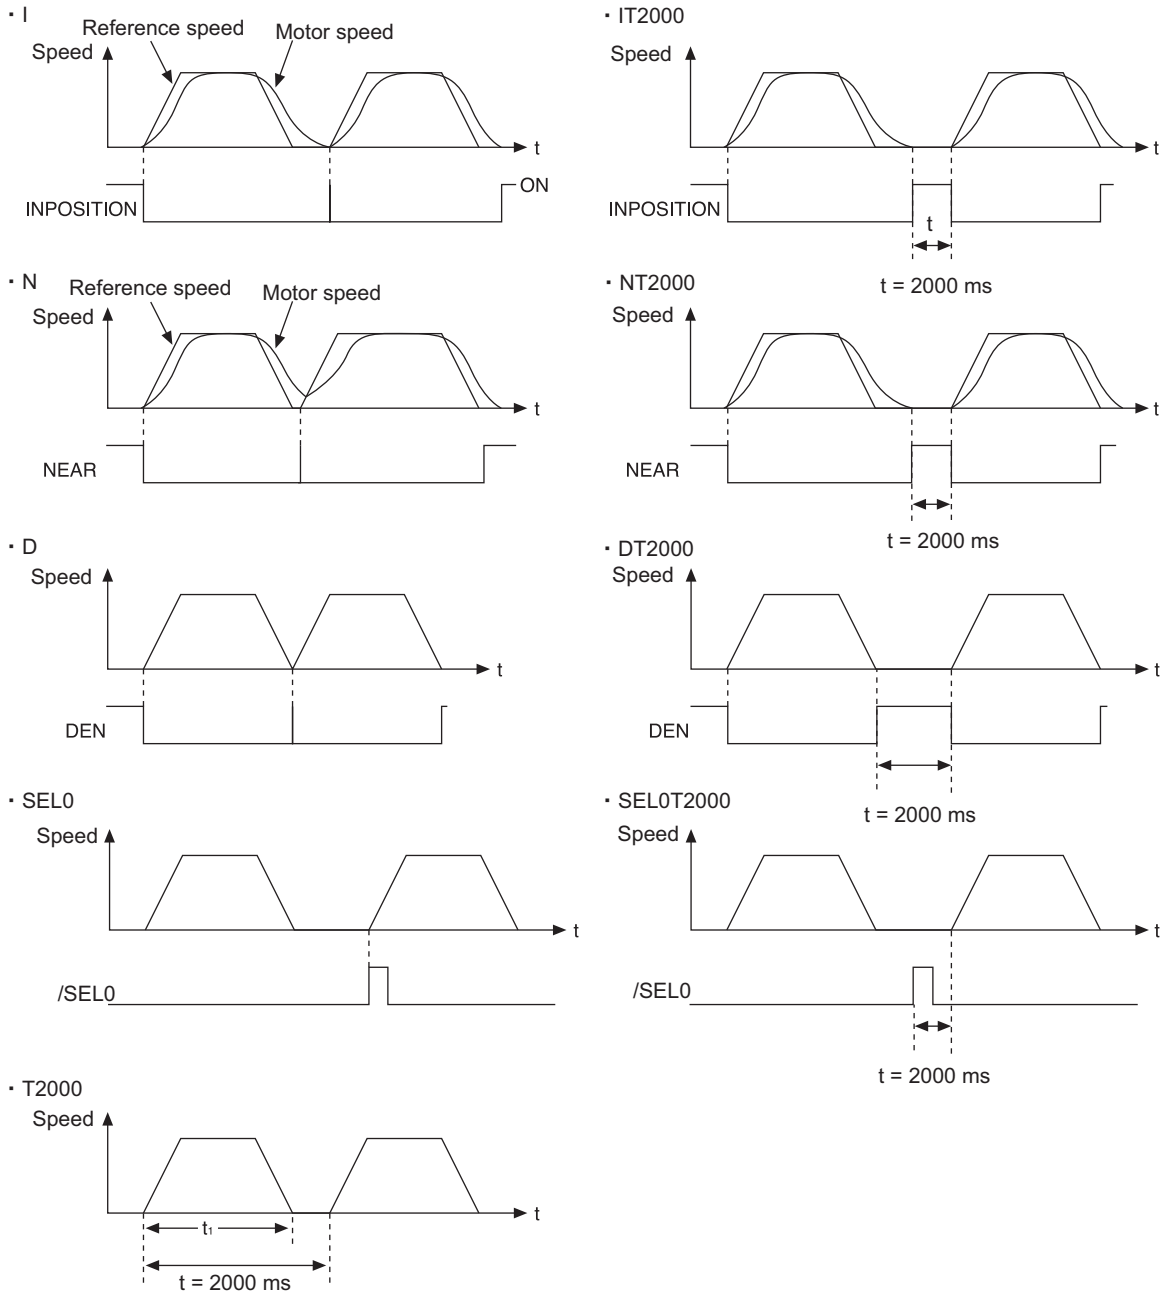 · I
Reference speed
Motor speed
Speed
t
INPOSITION
ON
· IT2000
Speed
t
INPOSITION
t
t = 2000 ms
· N
Reference speed
Motor speed
Speed
t
NEAR
· NT2000
Speed
t
NEAR
t = 2000 ms
· D
Speed
t
DEN
· DT2000
Speed
t
DEN
t = 2000 ms
· SEL0
Speed
t
/SEL0
· SEL0T2000
Speed
t
/SEL0
t = 2000 ms
· T2000
Speed
t
t₁
t = 2000 ms